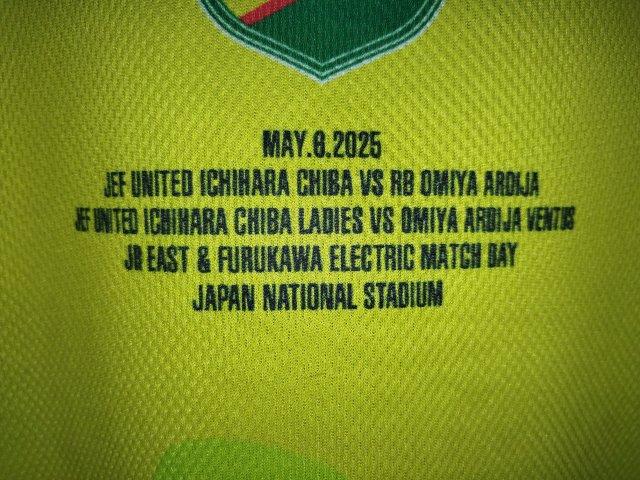 MAY.6.2025
JEF UNITED ICHIHARA CHIBA VS RB OMIYA ARDIJA
JEF UNITED ICHIHARA CHIBA LADIES VS OMIYA ARDIJA VENTUS
JR EAST & FURUKAWA ELECTRIC MATCH DAY
JAPAN NATIONAL STADIUM